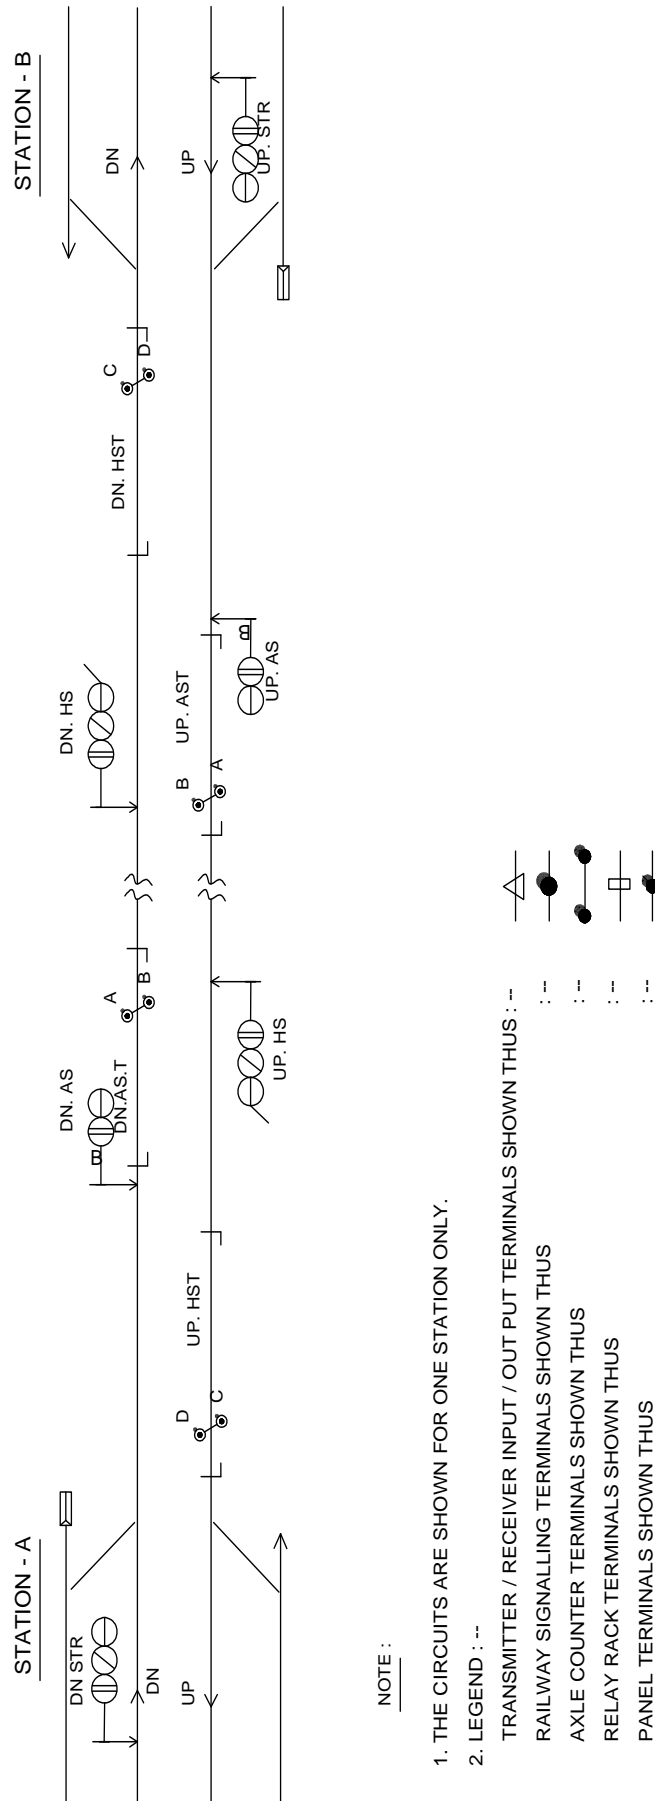 STATION - A
STATION - B
DN STR
DN. AS
B
DN.AS.T
A
B
DN. HS
DN. HST
C
D
DN
DN
UP
UP
D
C
UP. HST
UP. HS
B
A
UP. AST
B
UP. AS
UP. STR
NOTE :
1. THE CIRCUITS ARE SHOWN FOR ONE STATION ONLY.
2. LEGEND : --
TRANSMITTER / RECEIVER INPUT / OUT PUT TERMINALS SHOWN THUS : --
RAILWAY SIGNALLING TERMINALS SHOWN THUS : --
AXLE COUNTER TERMINALS SHOWN THUS : --
RELAY RACK TERMINALS SHOWN THUS : --
PANEL TERMINALS SHOWN THUS : --